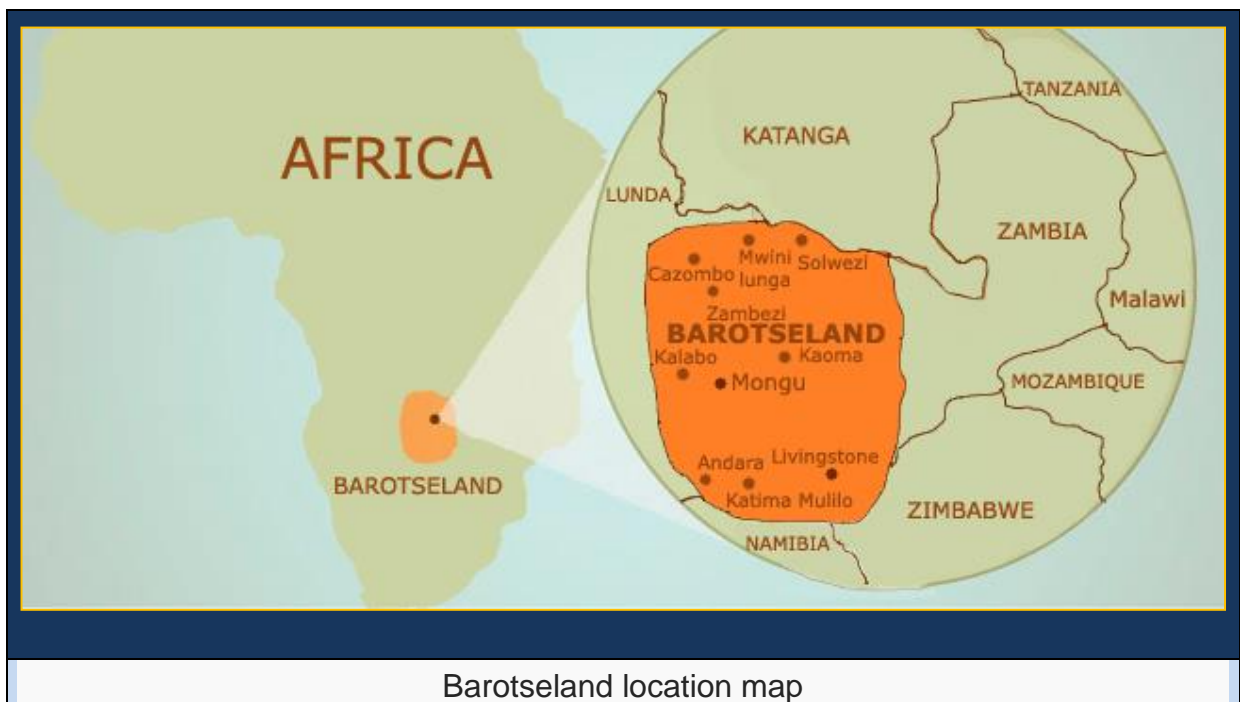 AFRICA
BAROTSELAND
TANZANIA
KATANGA
LUNDA
ZAMBIA
Mwini
lunga
Solwezi
Cazombo
Malawi
Zambezi
BAROTSELAND
Kalabo
Kaoma
Mongu
MOZAMBIQUE
Andara
Livingstone
Katima Mulilo
ZIMBABWE
NAMIBIA
Barotseland location map